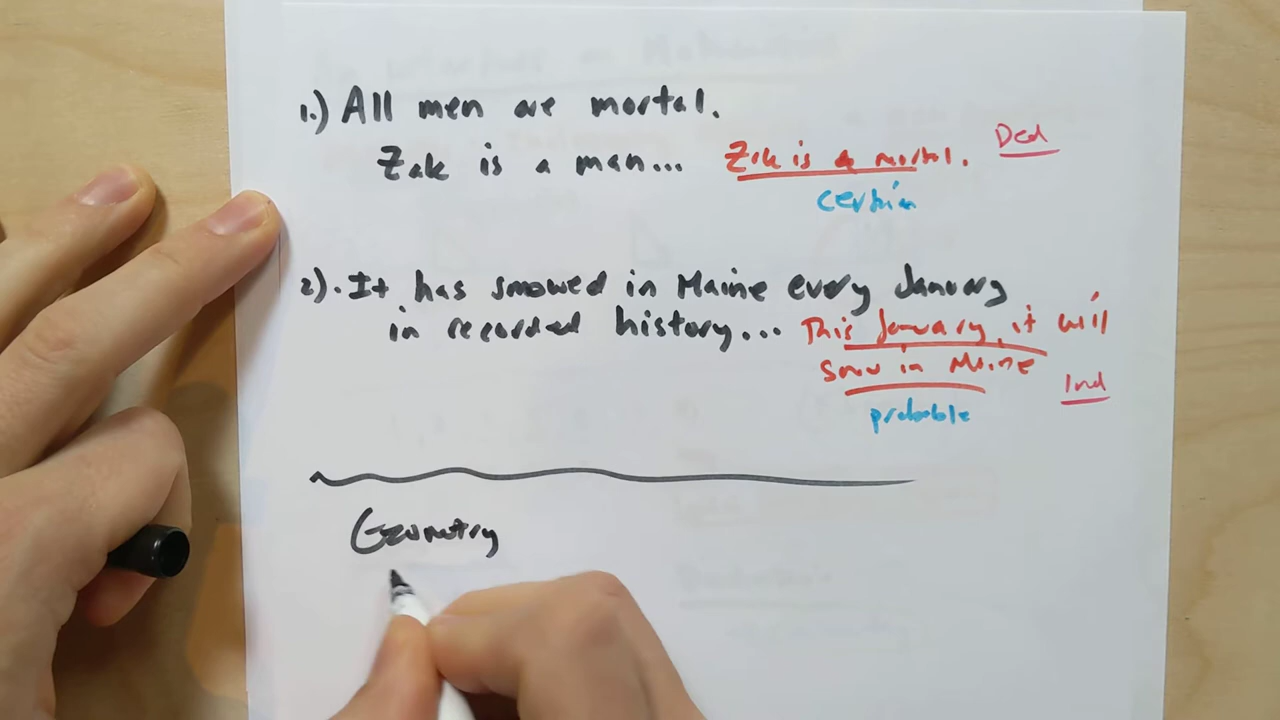 1.) All men are mortal. Ded
Zak is a man... Zak is a mortal.
certain
2). It has snowed in Maine every January
in recorded history... This January, it will
snow in Maine Ind
probable
Geometry